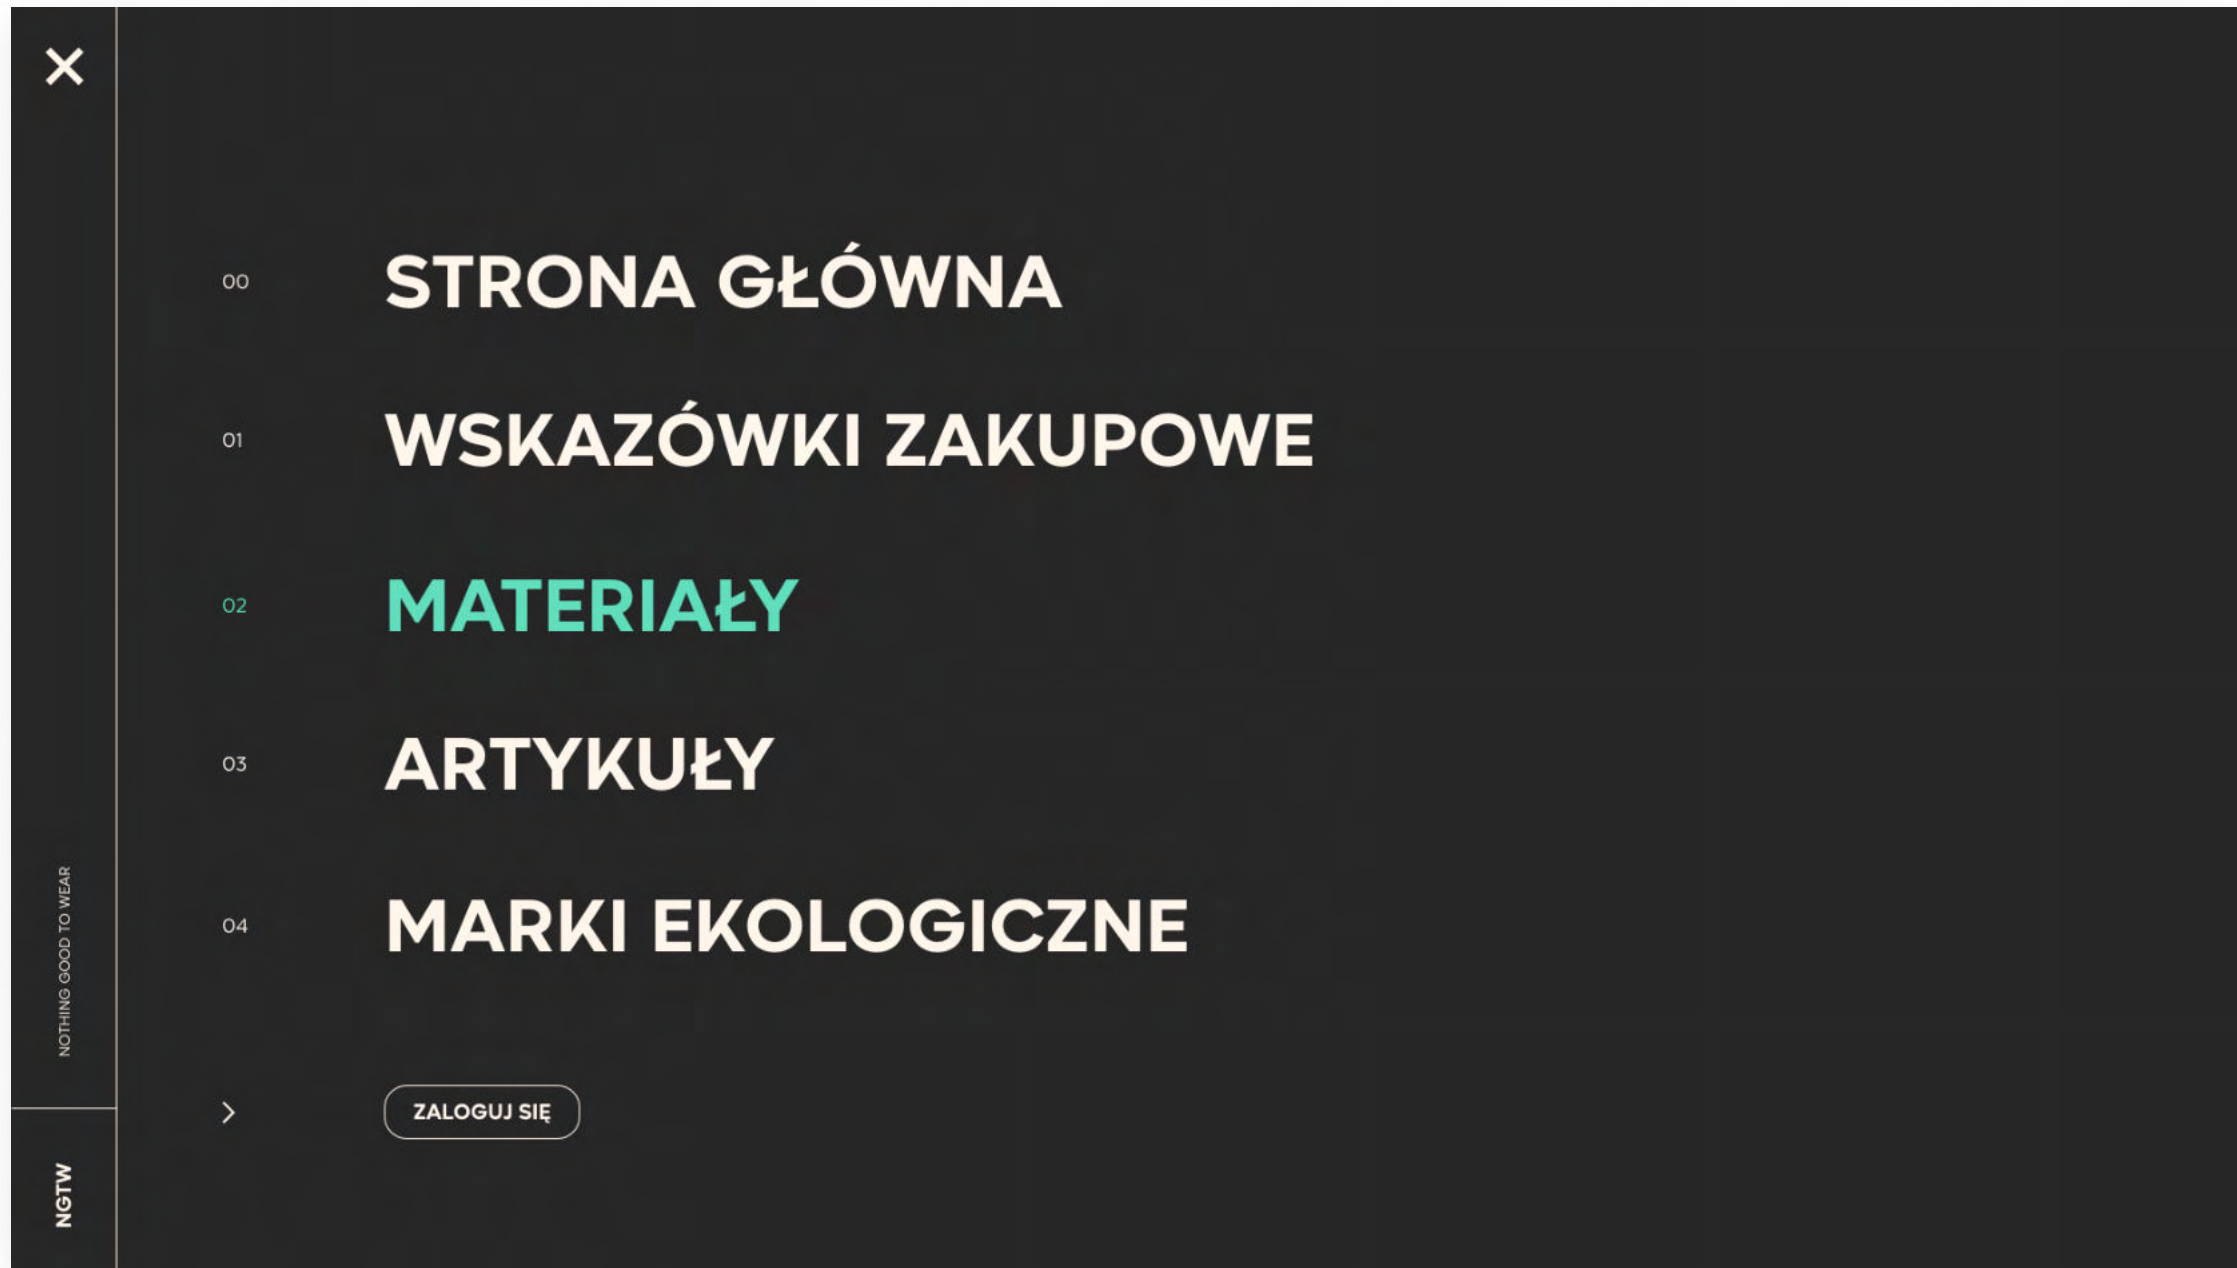 00 STRONA GŁÓWNA
01 WSKAZÓWKI ZAKUPOWE
02 MATERIAŁY
03 ARTYKUŁY
04 MARKI EKOLOGICZNE
ZALOGUJ SIĘ
NOTHING GOOD TO WEAR
NGTW